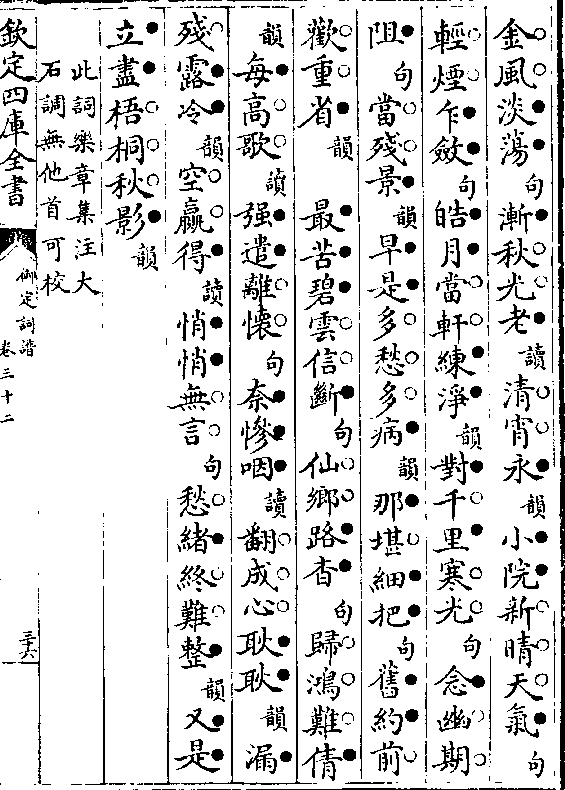 金風淡蕩句漸秋光老讀清宵永韻小院新晴天氣句
輕煙乍斂句皓月當軒練淨韻對千里寒光句念幽期
阻句當殘景韻早是多愁多病韻那堪細把句舊約前
歡重省韻　最苦碧雲信斷句仙鄉路杳句歸鴻難倩
韻每高歌讀强遣離懷句奈慘咽讀翻成心耿耿韻漏
殘露冷韻空贏得讀悄悄無言句愁緒終難整韻又是
立盡梧桐秋影韻
此詞樂章集注大
石調無他首可校
欽定四庫全書
御定詞譜
卷三十二
三六